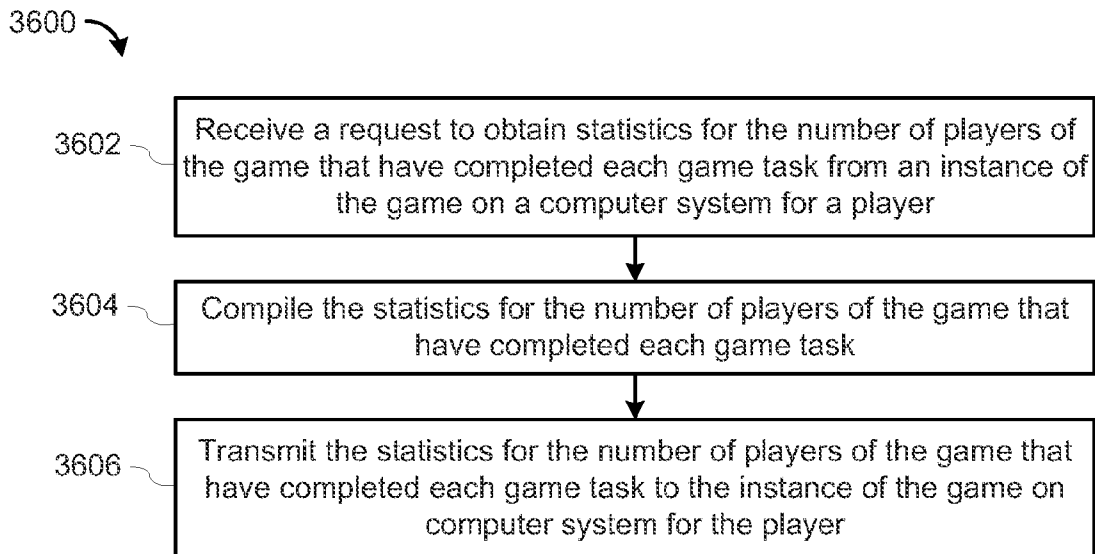 3600
3602
Receive a request to obtain statistics for the number of players of
the game that have completed each game task from an instance of
the game on a computer system for a player
3604
Compile the statistics for the number of players of the game that
have completed each game task
3606
Transmit the statistics for the number of players of the game that
have completed each game task to the instance of the game on
computer system for the player